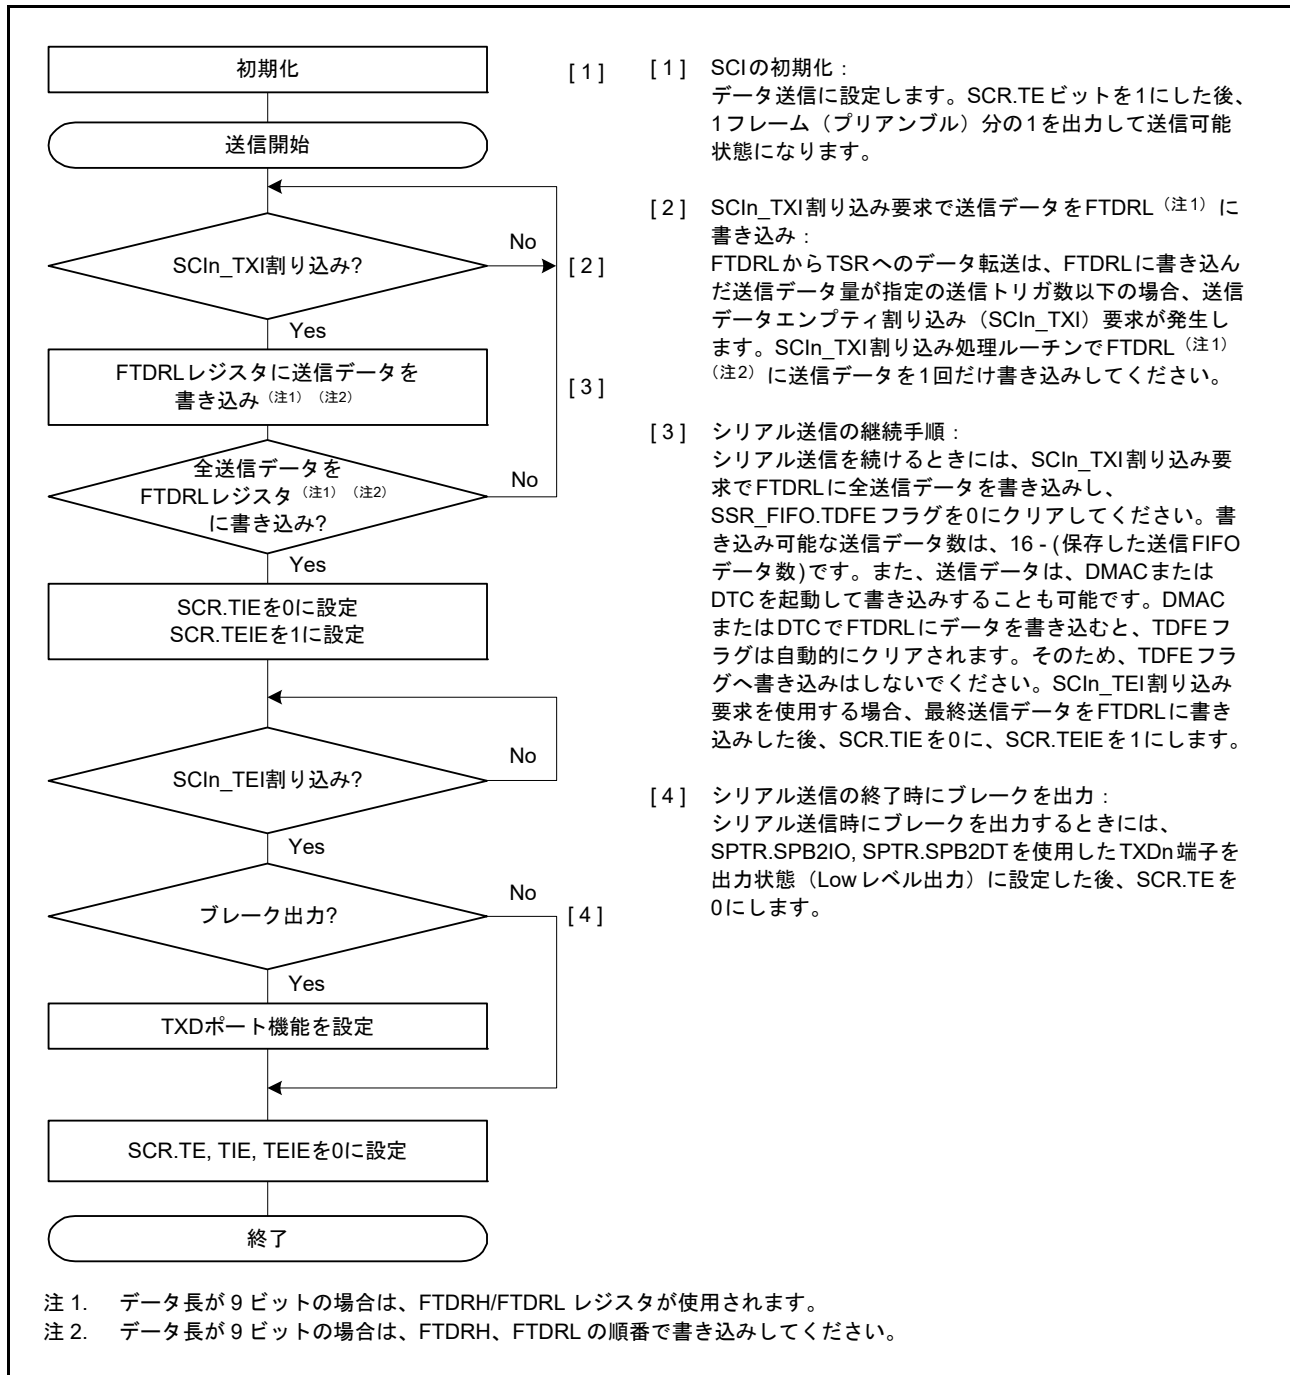 初期化
[ 1 ]
送信開始
SCIn_TXI割り込み?
No
[ 2 ]
Yes
FTDRLレジスタに送信データを
書き込み（注1）（注2）
[ 3 ]
全送信データを
FTDRLレジスタ（注1）（注2）
に書き込み?
No
Yes
SCR.TIEを0に設定
SCR.TEIEを1に設定
SCIn_TEI割り込み?
No
Yes
ブレーク出力?
No
[ 4 ]
Yes
TXDポート機能を設定
SCR.TE, TIE, TEIEを0に設定
終了
[ 1 ] SCIの初期化：
データ送信に設定します。SCR.TEビットを1にした後、
1フレーム（プリアンブル）分の1を出力して送信可能
状態になります。
[ 2 ] SCIn_TXI割り込み要求で送信データをFTDRL（注1）に
書き込み：
FTDRLからTSRへのデータ転送は、FTDRLに書き込ん
だ送信データ量が指定の送信トリガ数以下の場合、送信
データエンプティ割り込み（SCIn_TXI）要求が発生し
ます。SCIn_TXI割り込み処理ルーチンでFTDRL（注1）
（注2）に送信データを1回だけ書き込みしてください。
[ 3 ] シリアル送信の継続手順：
シリアル送信を続けるときには、SCIn_TXI割り込み要
求でFTDRLに全送信データを書き込みし、
SSR_FIFO.TDFEフラグを0にクリアしてください。書
き込み可能な送信データ数は、16 - (保存した送信FIFO
データ数)です。また、送信データは、DMACまたは
DTCを起動して書き込みすることも可能です。DMAC
またはDTCでFTDRLにデータを書き込むと、TDFEフ
ラグは自動的にクリアされます。そのため、TDFEフラ
グへ書き込みはしないでください。SCIn_TEI割り込み
要求を使用する場合、最終送信データをFTDRLに書き
込みした後、SCR.TIEを0に、SCR.TEIEを1にします。
[ 4 ] シリアル送信の終了時にブレークを出力：
シリアル送信時にブレークを出力するときには、
SPTR.SPB2IO, SPTR.SPB2DTを使用したTXDn端子を
出力状態（Lowレベル出力）に設定した後、SCR.TEを
0にします。
注 1. データ長が 9 ビットの場合は、FTDRH/FTDRL レジスタが使用されます。
注 2. データ長が 9 ビットの場合は、FTDRH、FTDRL の順番で書き込みしてください。